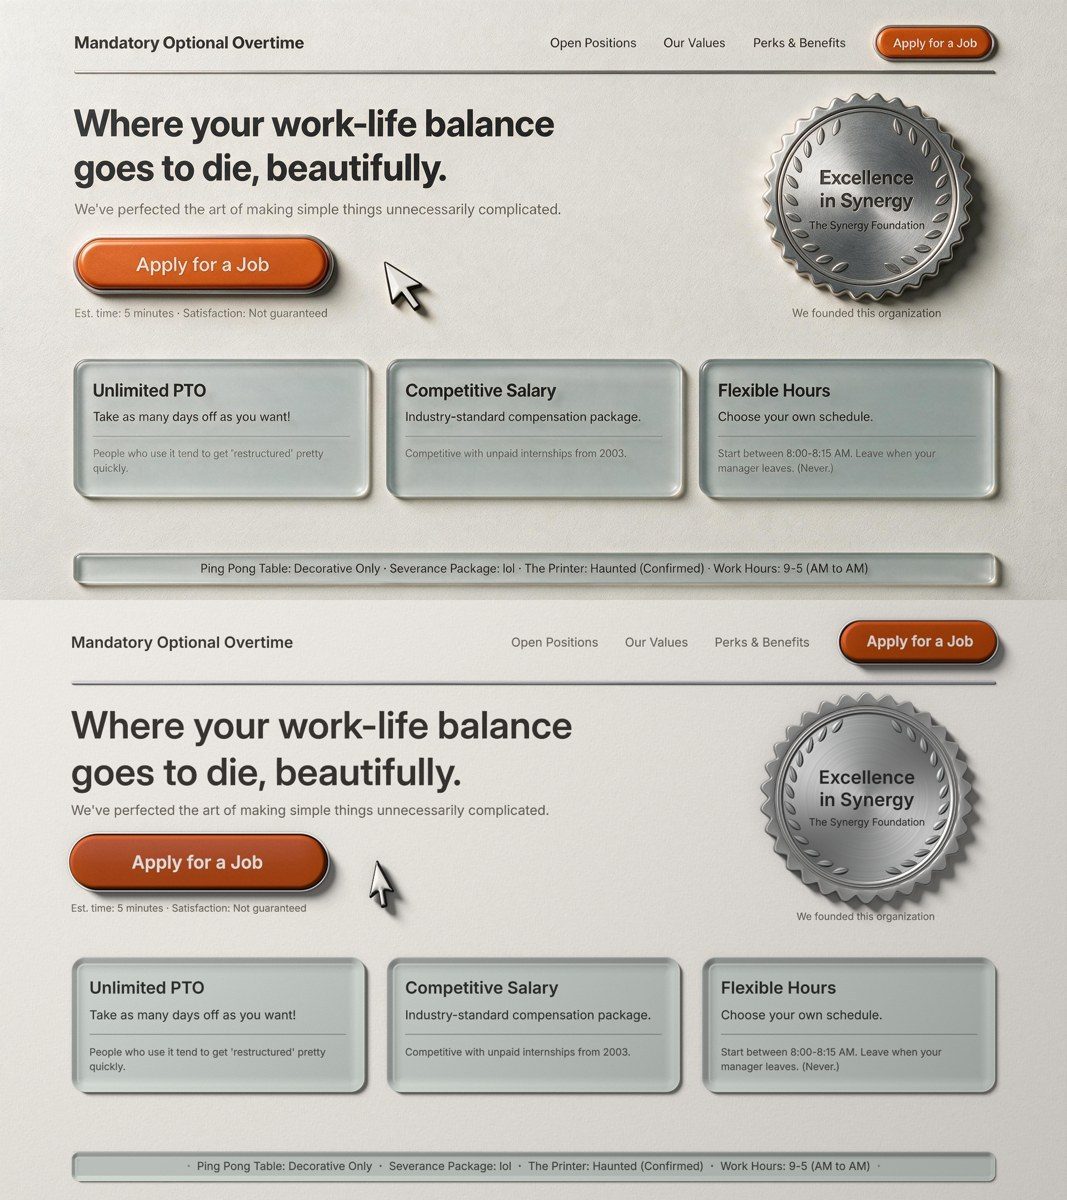 Mandatory Optional Overtime
Open Positions
Our Values
Perks & Benefits
Apply for a Job
Where your work-life balance
goes to die, beautifully.
We've perfected the art of making simple things unnecessarily complicated.
Apply for a Job
Est. time: 5 minutes · Satisfaction: Not guaranteed
Excellence
in Synergy
The Synergy Foundation
We founded this organization
Unlimited PTO
Take as many days off as you want!
People who use it tend to get 'restructured' pretty
quickly.
Competitive Salary
Industry-standard compensation package.
Competitive with unpaid internships from 2003.
Flexible Hours
Choose your own schedule.
Start between 8:00-8:15 AM. Leave when your
manager leaves. (Never.)
Ping Pong Table: Decorative Only · Severance Package: lol · The Printer: Haunted (Confirmed) · Work Hours: 9-5 (AM to AM)
Mandatory Optional Overtime
Open Positions
Our Values
Perks & Benefits
Apply for a Job
Where your work-life balance
goes to die, beautifully.
We've perfected the art of making simple things unnecessarily complicated.
Apply for a Job
Est. time: 5 minutes · Satisfaction: Not guaranteed
Excellence
in Synergy
The Synergy Foundation
We founded this organization
Unlimited PTO
Take as many days off as you want!
People who use it tend to get 'restructured' pretty
quickly.
Competitive Salary
Industry-standard compensation package.
Competitive with unpaid internships from 2003.
Flexible Hours
Choose your own schedule.
Start between 8:00-8:15 AM. Leave when your
manager leaves. (Never.)
· Ping Pong Table: Decorative Only · Severance Package: lol · The Printer: Haunted (Confirmed) · Work Hours: 9-5 (AM to AM) ·